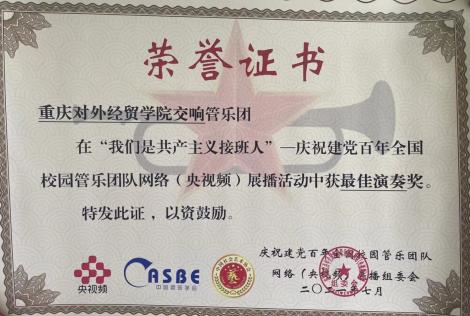 荣誉证书
重庆对外经贸学院交响管乐团
在“我们是共产主义接班人”—庆祝建党百年全国
校园管乐团队网络（央视频）展播活动中获最佳演奏奖。
特发此证，以资鼓励。
庆祝建党百年全国校园管乐团队
网络（央视频）展播组委会
二〇二一年七月
央视频
CASBE
组委会